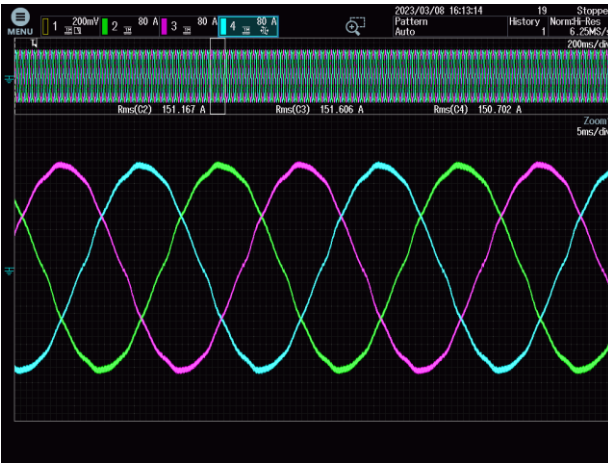 2023/03/08 16:13:14 19 Stoppe
MENU 1 200mV 2 80 A 3 80 A 4 80 A Pattern History Norm:Hi-Res
Auto 1 6.25MS/s
200ms/div
Rms(C2) 151.167 A Rms(C3) 151.606 A Rms(C4) 150.702 A
Zoom1
5ms/div